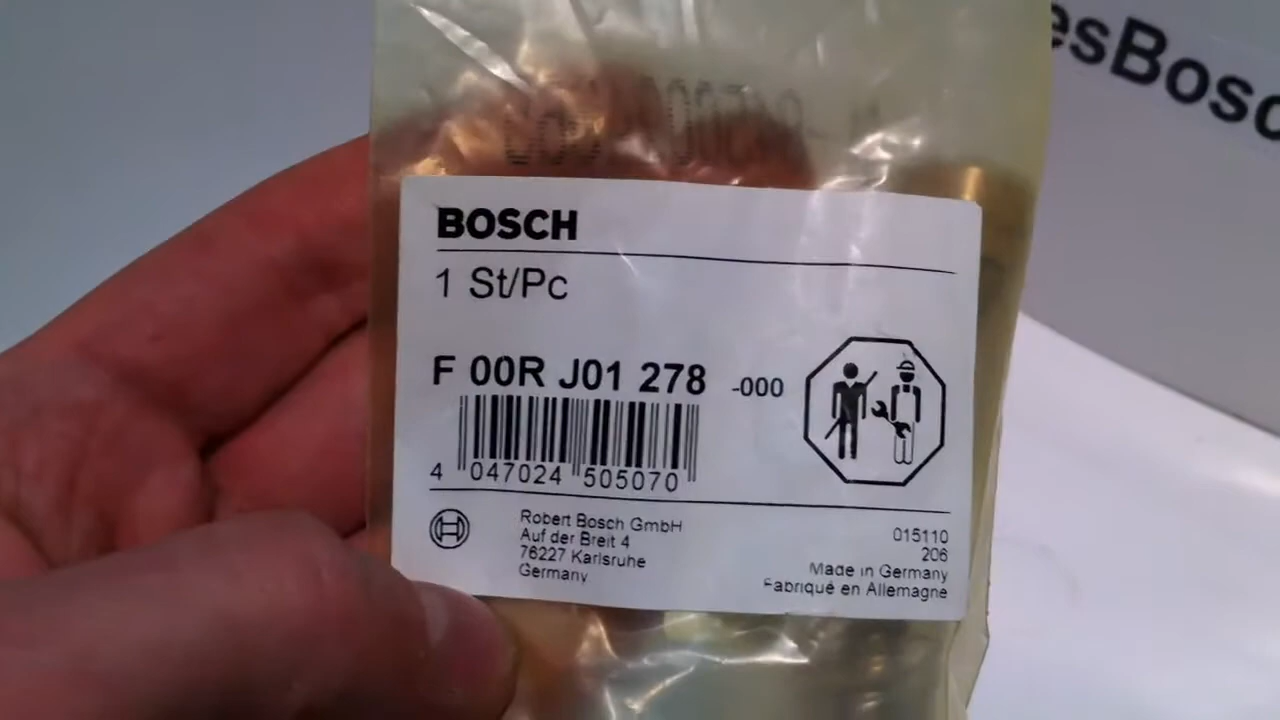 esBosc
BOSCH
1 St/Pc
F 00R J01 278 -000
4 047024 505070
Robert Bosch GmbH
Auf der Breit 4
76227 Karlsruhe
Germany
015110
206
Made in Germany
Fabriqué en Allemagne